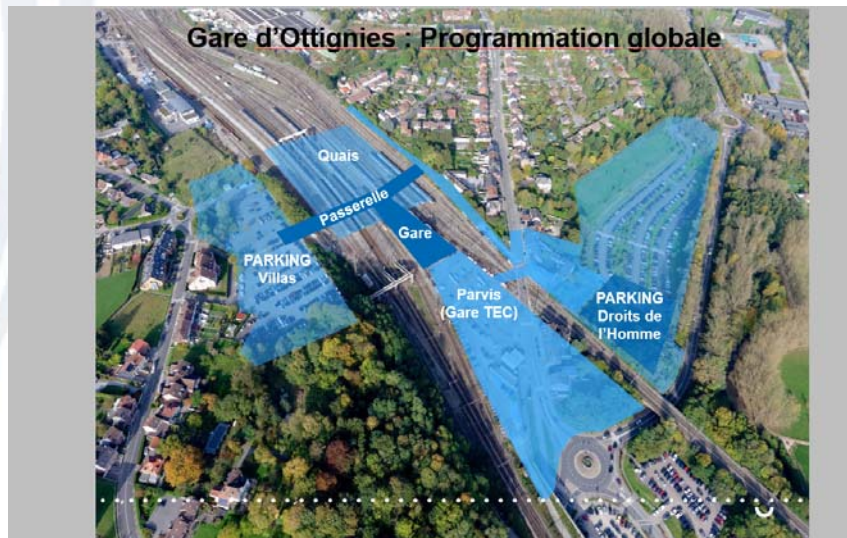 Gare d'Ottignies : Programmation globale
Quais
Passerelle
Gare
PARKING
Villas
Parvis
(Gare TEC)
PARKING
Droits de
l'Homme